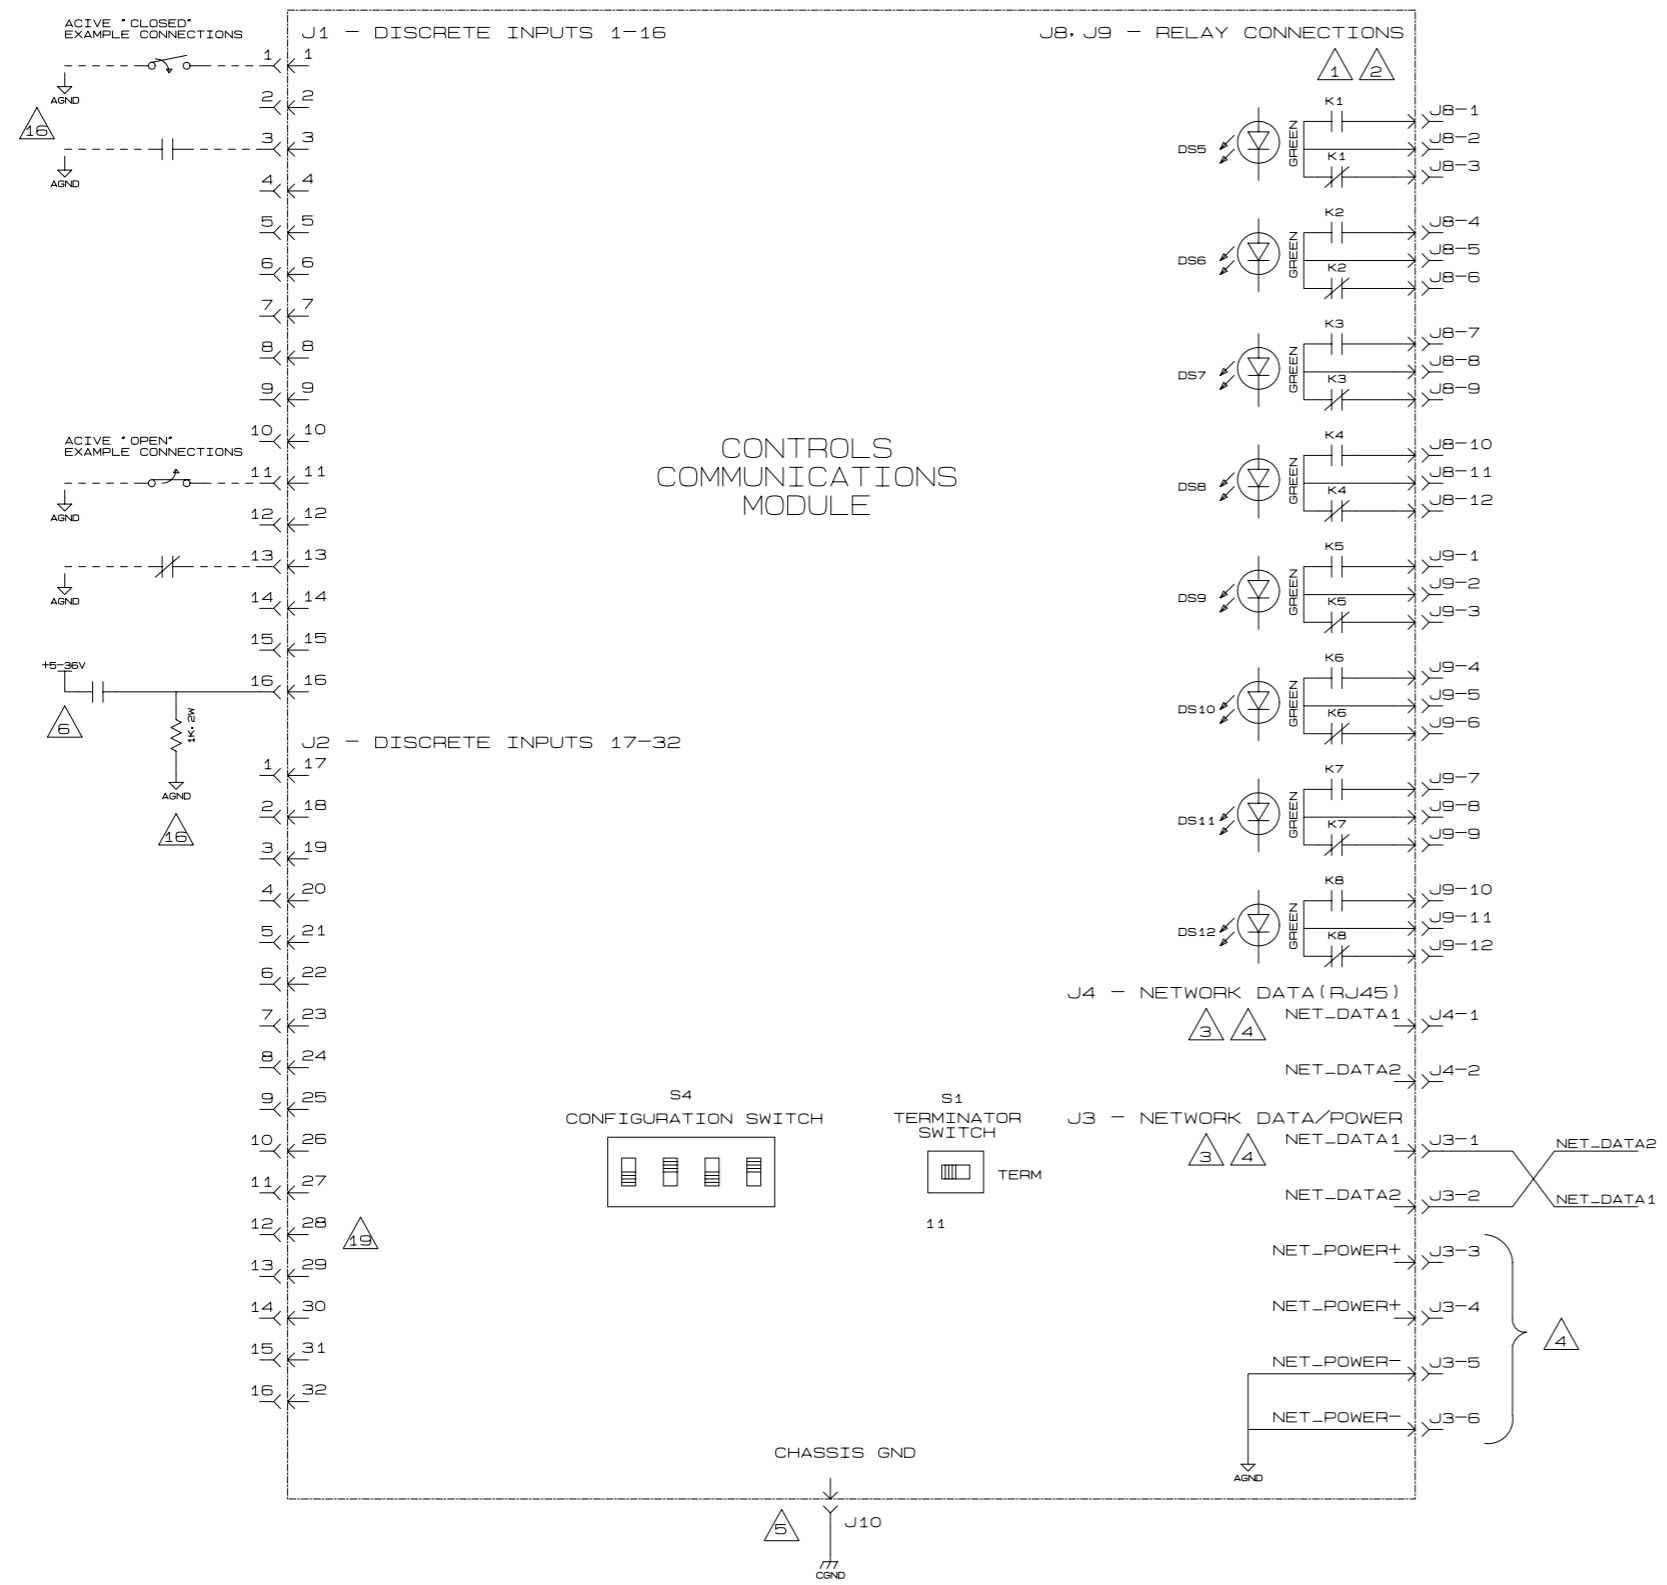 ACIVE "CLOSED"
EXAMPLE CONNECTIONS
AGND
16
AGND
ACIVE "OPEN"
EXAMPLE CONNECTIONS
AGND
AGND
+5-36V
6
1K, 2W
AGND
16
J1 - DISCRETE INPUTS 1-16
1 1
2 2
3 3
4 4
5 5
6 6
7 7
8 8
9 9
10 10
11 11
12 12
13 13
14 14
15 15
16 16
J2 - DISCRETE INPUTS 17-32
1 17
2 18
3 19
4 20
5 21
6 22
7 23
8 24
9 25
10 26
11 27
12 28
19
13 29
14 30
15 31
16 32
CONTROLS
COMMUNICATIONS
MODULE
S4
CONFIGURATION SWITCH
S1
TERMINATOR
SWITCH
TERM
11
CHASSIS GND
5
J10
CGND
J8, J9 - RELAY CONNECTIONS
1 2
DS5 GREEN
K1 J8-1
J8-2
K1 J8-3
DS6 GREEN
K2 J8-4
J8-5
K2 J8-6
DS7 GREEN
K3 J8-7
J8-8
K3 J8-9
DS8 GREEN
K4 J8-10
J8-11
K4 J8-12
DS9 GREEN
K5 J9-1
J9-2
K5 J9-3
DS10 GREEN
K6 J9-4
J9-5
K6 J9-6
DS11 GREEN
K7 J9-7
J9-8
K7 J9-9
DS12 GREEN
K8 J9-10
J9-11
K8 J9-12
J4 - NETWORK DATA(RJ45)
3 4
NET_DATA1 J4-1
NET_DATA2 J4-2
J3 - NETWORK DATA/POWER
3 4
NET_DATA1 J3-1 NET_DATA2
NET_DATA2 J3-2 NET_DATA1
NET_POWER+ J3-3
NET_POWER+ J3-4
4
NET_POWER- J3-5
NET_POWER- J3-6
AGND